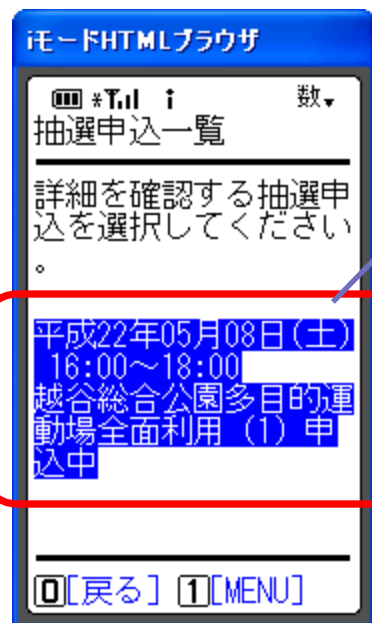 iモードHTMLブラウザ
i 数▼
抽選申込一覧
詳細を確認する抽選申
込を選択してください
。
平成22年05月08日(土)
16:00～18:00
越谷総合公園多目的運
動場全面利用 (1) 申
込中
0[戻る] 1[MENU]